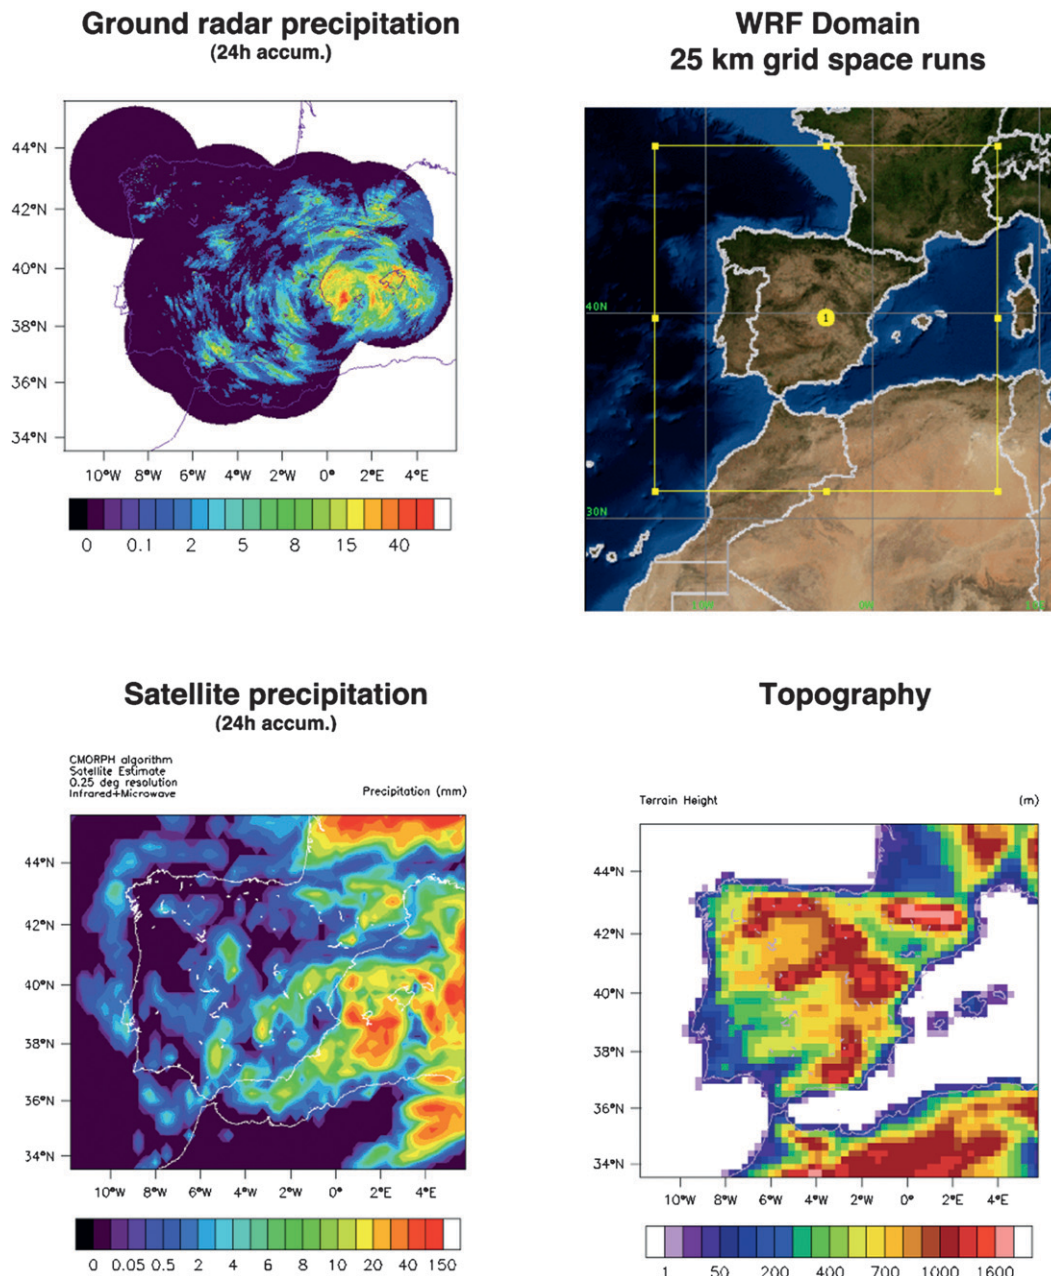 Ground radar precipitation
(24h accum.)
44°N
42°N
40°N
38°N
36°N
34°N
10°W 8°W 6°W 4°W 2°W 0° 2°E 4°E
0 0.1 2 5 8 15 40
WRF Domain
25 km grid space runs
40N
1
30N
10W 0W
Satellite precipitation
(24h accum.)
CMORPH algorithm
Satellite Estimate
0.25 deg resolution
Infrared+Microwave
Precipitation (mm)
44°N
42°N
40°N
38°N
36°N
34°N
10°W 8°W 6°W 4°W 2°W 0° 2°E 4°E
0 0.05 0.5 2 4 6 8 10 20 40 150
Topography
Terrain Height (m)
44°N
42°N
40°N
38°N
36°N
34°N
10°W 8°W 6°W 4°W 2°W 0° 2°E 4°E
1 50 200 400 700 1000 1600